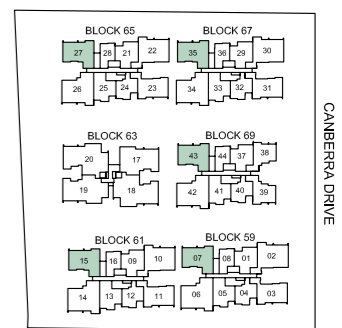 BLOCK 65
27 28 21 22
26 25 24 23
BLOCK 67
35 36 29 30
34 33 32 31
BLOCK 63
20 17
19 18
BLOCK 69
43 44 37 38
42 41 40 39
BLOCK 61
15 16 09 10
14 13 12 11
BLOCK 59
07 08 01 02
06 05 04 03
CANBERRA DRIVE